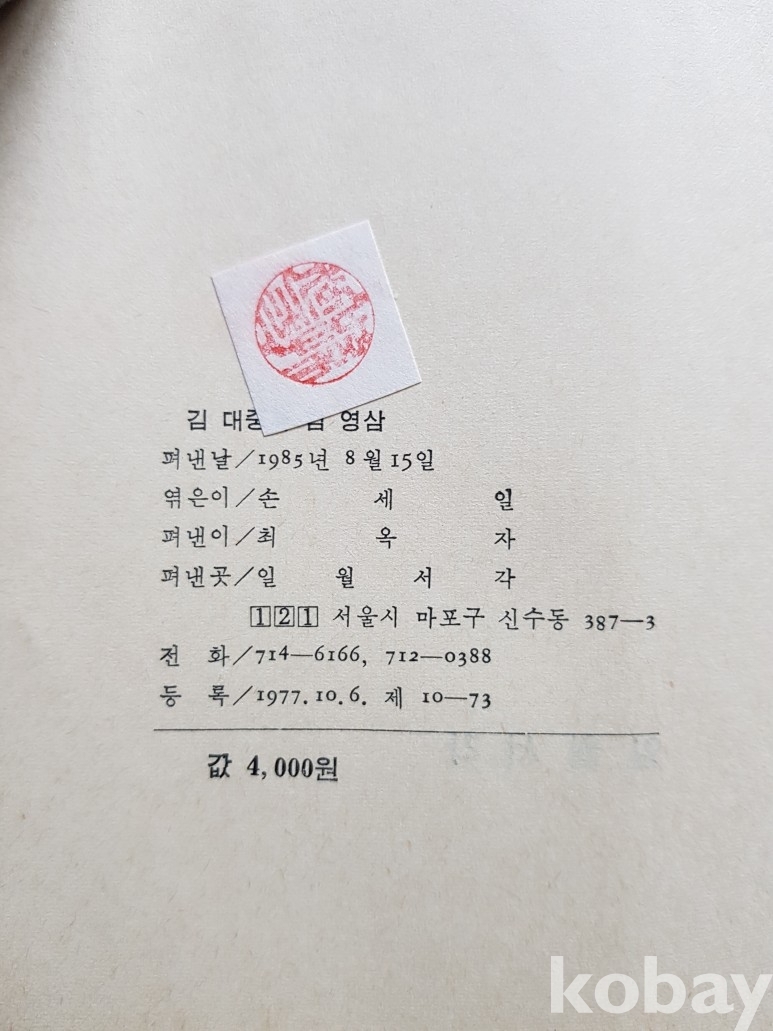 김 대중 김 영삼
펴낸날/1985년 8월15일
엮은이/손 세 일
펴낸이/최 옥 자
펴낸곳/일 월 서 각
121 서울시 마포구 신수동 387—3
전 화/714—6166, 712—0388
등 록/1977.10.6. 제 10—73
값 4,000원
kobay